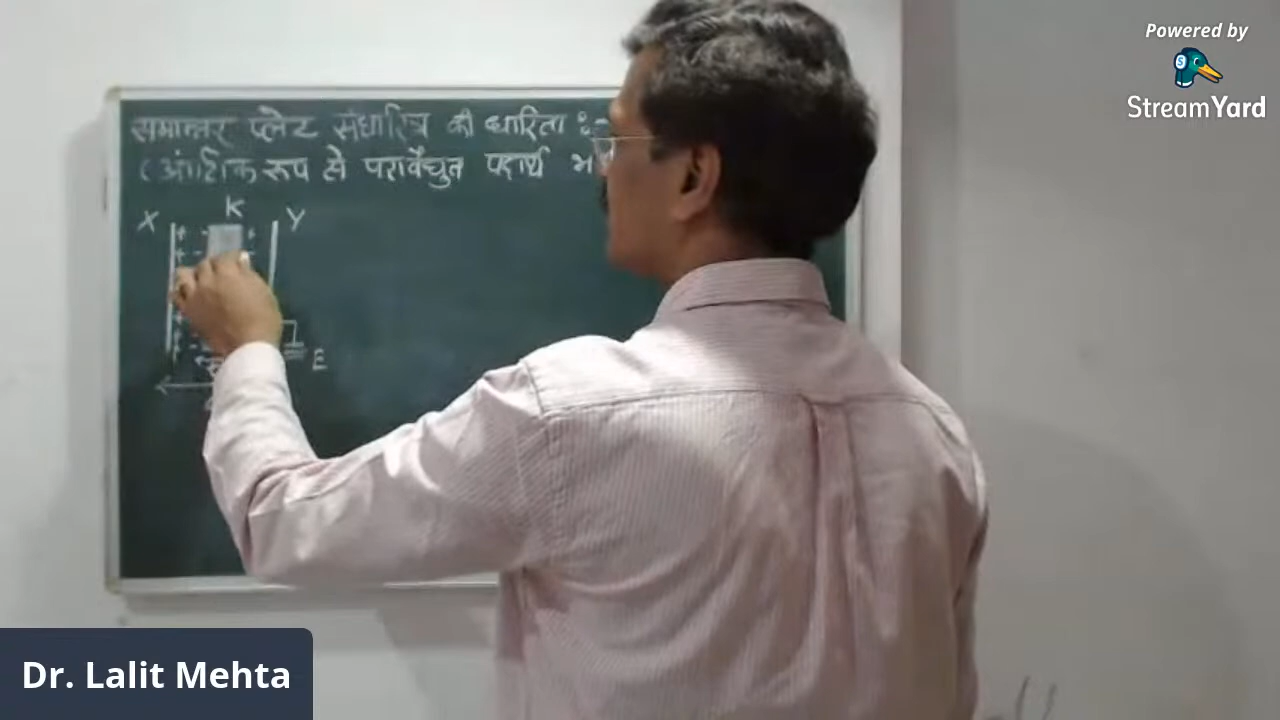 Powered by
StreamYard
समान्तर प्लेट संधारित्र की धारिता :-
(आंशिक रूप से परावैद्युत पदार्थ
X K Y
E
Dr. Lalit Mehta